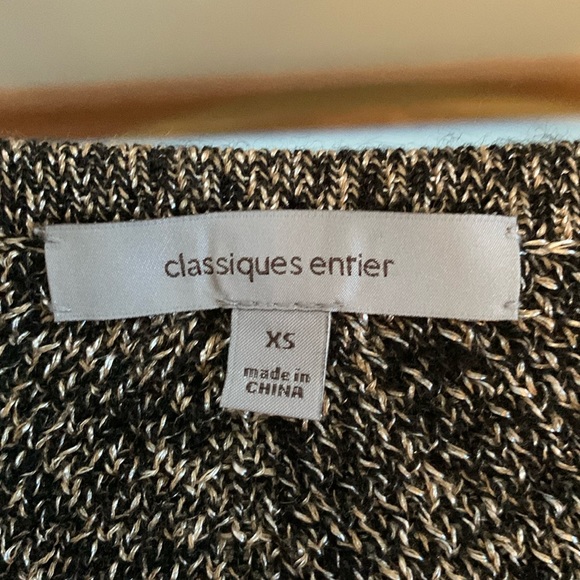 classiques entier
XS
made in
CHINA